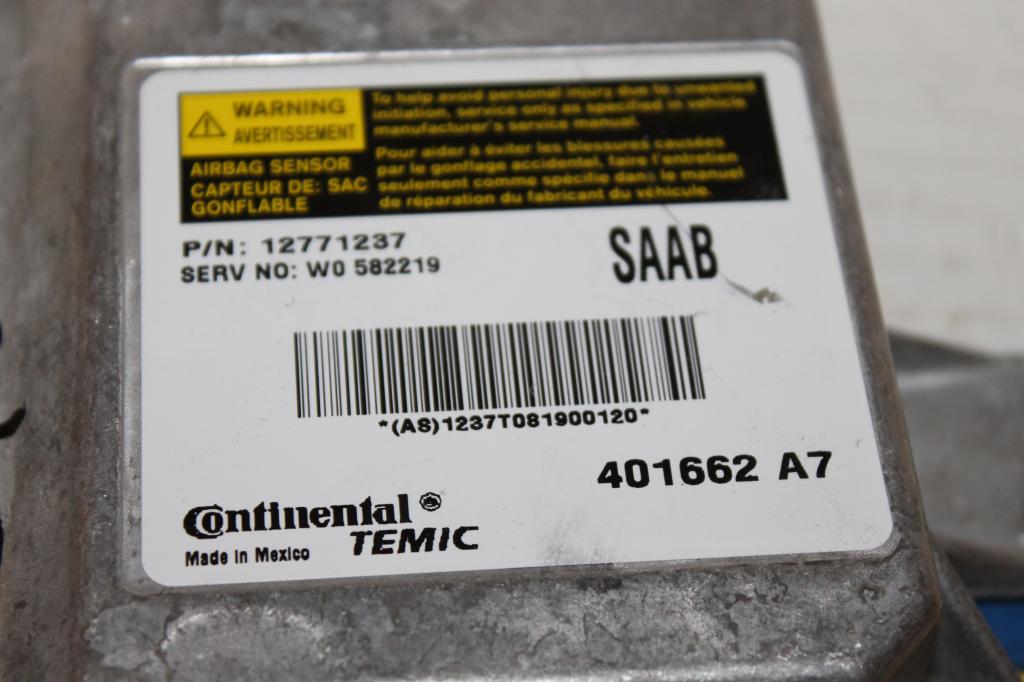 WARNING
AVERTISSEMENT
AIRBAG SENSOR
CAPTEUR DE: SAC
GONFLABLE
To help avoid personal injury due to unwanted
initiation, service only as specified in vehicle
manufacturer's service manual.
Pour aider à éviter les blessures causées
par le gonflage accidental, faire l'entretien
seulement comme spécifie dans le manuel
de réparation du fabricant du véhicule.
P/N: 12771237
SERV NO: W0 582219
SAAB
*(AS)1237T081900120*
401662 A7
Continental
TEMIC
Made in Mexico